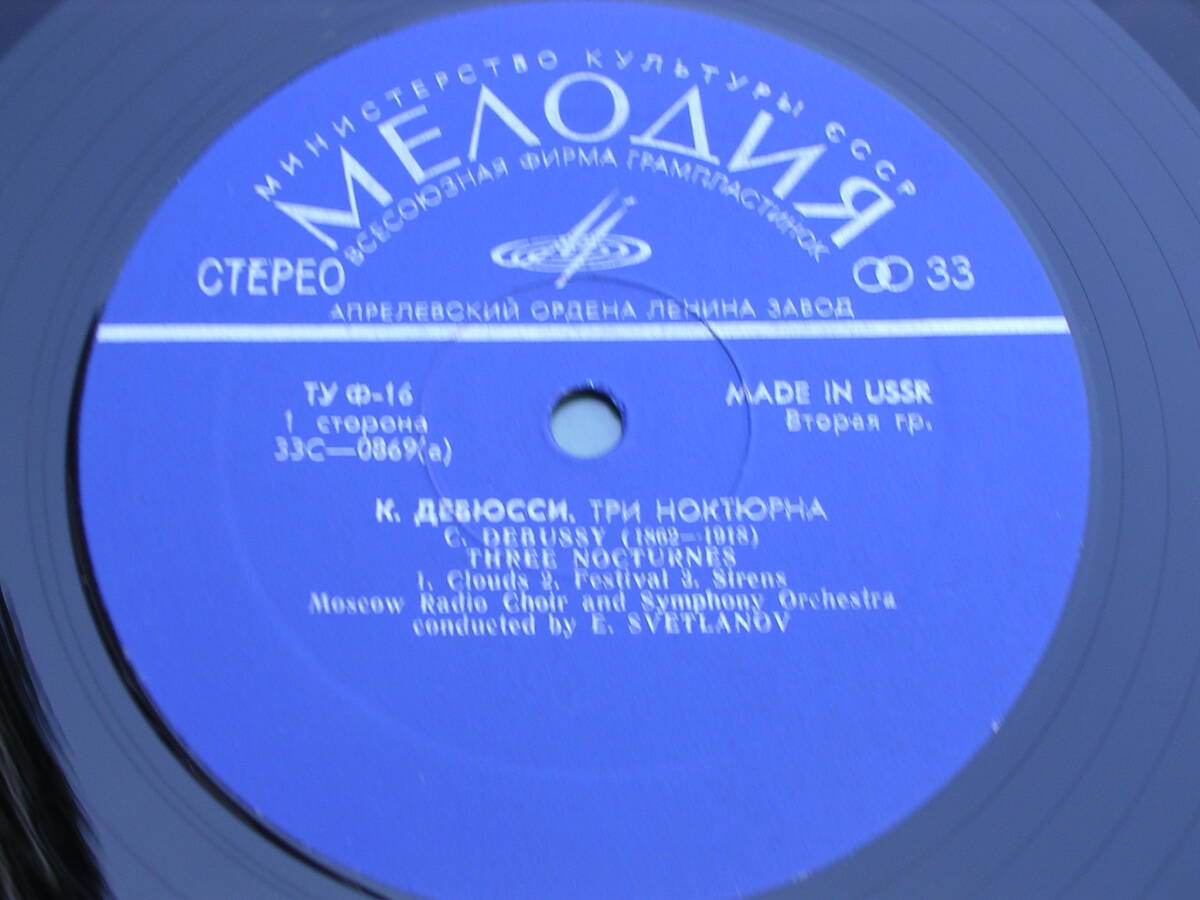 МИНИСТЕРСТВО КУЛЬТУРЫ СССР
МЕЛОДИЯ
ВСЕСОЮЗНАЯ ФИРМА ГРАМПЛАСТИНОК
СТЕРЕО 33
АПРЕЛЕВСКИЙ ОРДЕНА ЛЕНИНА ЗАВОД
ТУ Ф-16 MADE IN USSR
1 сторона Вторая гр.
33С—0869(а)
К. ДЕБЮССИ. ТРИ НОКТЮРНА
C. DEBUSSY (1862—1918)
THREE NOCTURNES
1. Clouds 2. Festival 3. Sirens
Moscow Radio Choir and Symphony Orchestra
conducted by E. SVETLANOV